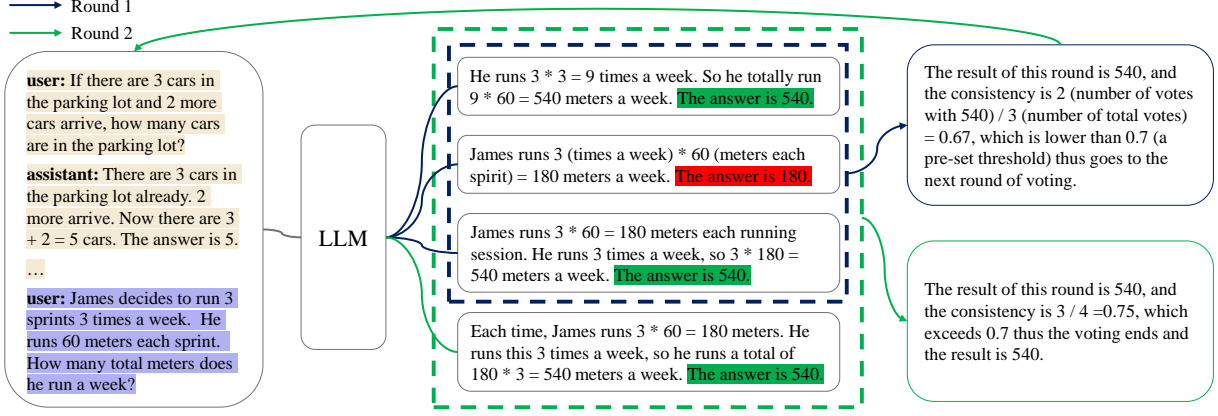 Round 1
Round 2
user: If there are 3 cars in
the parking lot and 2 more
cars arrive, how many cars
are in the parking lot?
assistant: There are 3 cars in
the parking lot already. 2
more arrive. Now there are 3
+ 2 = 5 cars. The answer is 5.
...
user: James decides to run 3
sprints 3 times a week. He
runs 60 meters each sprint.
How many total meters does
he run a week?
LLM
He runs 3 * 3 = 9 times a week. So he totally run
9 * 60 = 540 meters a week. The answer is 540.
James runs 3 (times a week) * 60 (meters each
spirit) = 180 meters a week. The answer is 180.
James runs 3 * 60 = 180 meters each running
session. He runs 3 times a week, so 3 * 180 =
540 meters a week. The answer is 540.
Each time, James runs 3 * 60 = 180 meters. He
runs this 3 times a week, so he runs a total of
180 * 3 = 540 meters a week. The answer is 540.
The result of this round is 540, and
the consistency is 2 (number of votes
with 540) / 3 (number of total votes)
= 0.67, which is lower than 0.7 (a
pre-set threshold) thus goes to the
next round of voting.
The result of this round is 540, and
the consistency is 3 / 4 =0.75, which
exceeds 0.7 thus the voting ends and
the result is 540.